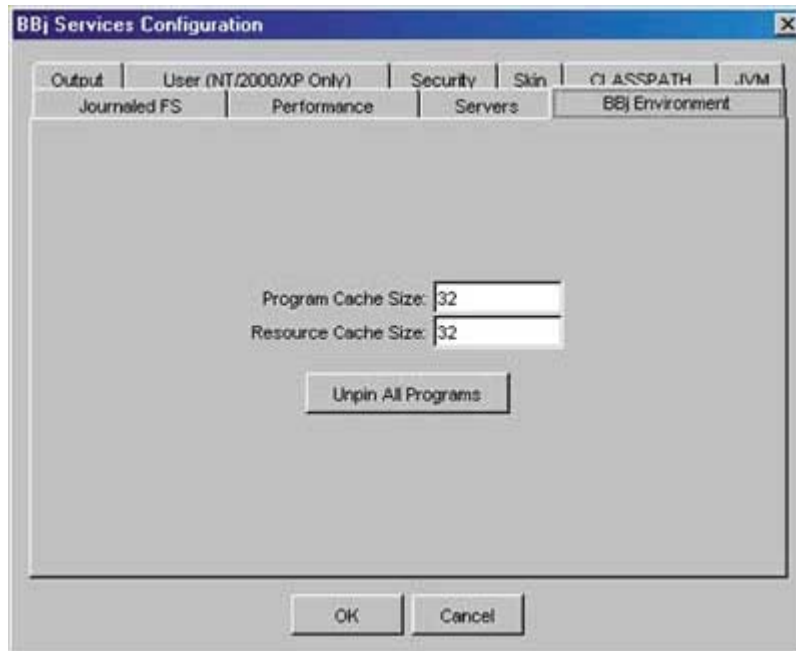 BBj Services Configuration
Output User (NT/2000/XP Only) Security Skin CLASSPATH JVM
Journaled FS Performance Servers BBj Environment
Program Cache Size: 32
Resource Cache Size: 32
Unpin All Programs
OK Cancel